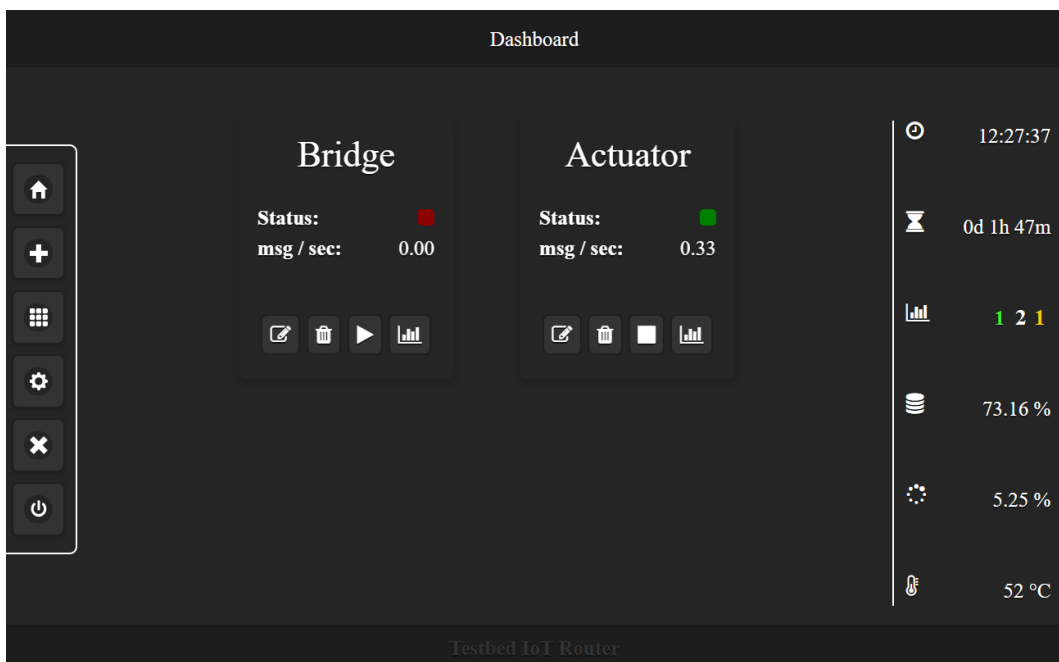 Dashboard
Bridge
Status:
msg / sec: 0.00
Actuator
Status:
msg / sec: 0.33
12:27:37
0d 1h 47m
1 2 1
73.16 %
5.25 %
52 °C
Testbed IoT Router